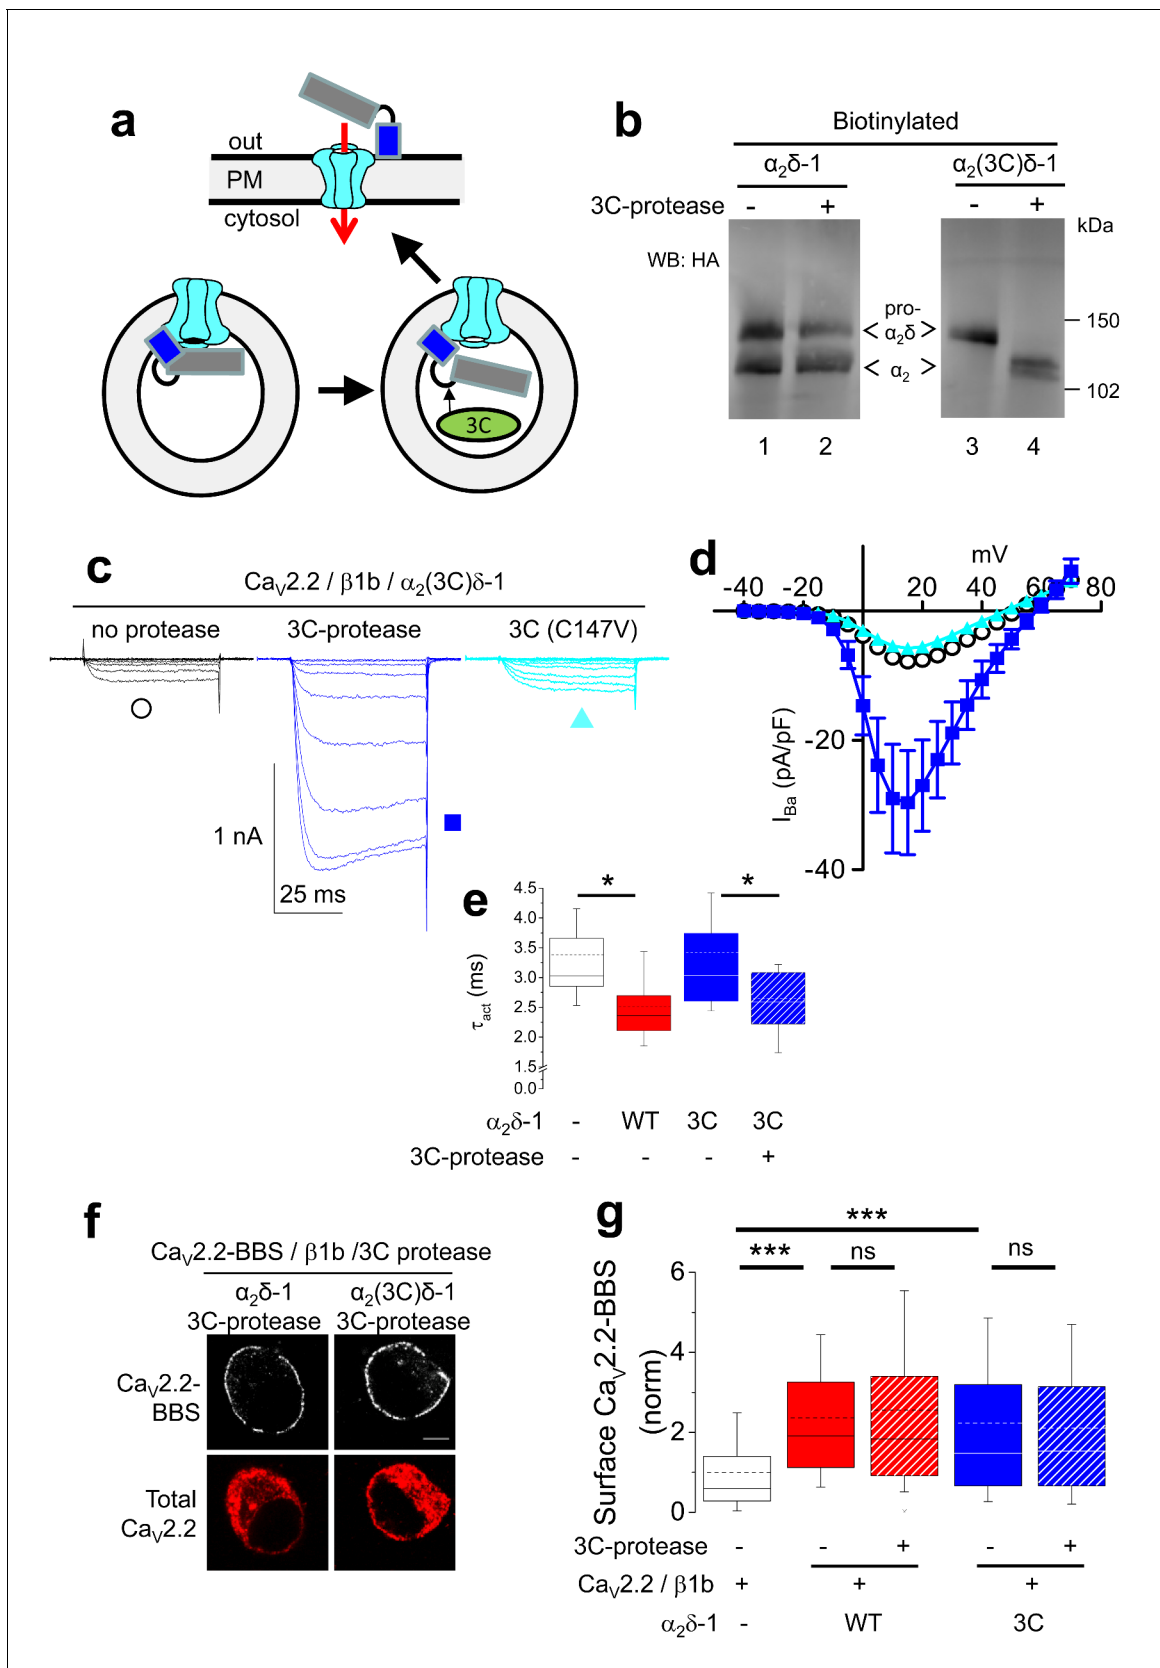 a
out
PM
cytosol
3C
b
Biotinylated
α2δ-1
α2(3C)δ-1
3C-protease
-
+
-
+
kDa
WB: HA
pro-
α2δ
α2
< >
< >
150
102
1
2
3
4
c
CaV2.2 / β1b / α2(3C)δ-1
no protease
3C-protease
3C (C147V)
1 nA
25 ms
d
mV
-40
-20
20
40
60
80
-20
-40
IBa (pA/pF)
e
*
*
4.5
4.0
3.5
3.0
2.5
2.0
1.5
0.0
τact (ms)
α2δ-1
-
WT
3C
3C
3C-protease
-
-
-
+
f
CaV2.2-BBS / β1b /3C protease
α2δ-1
3C-protease
α2(3C)δ-1
3C-protease
CaV2.2-
BBS
Total
CaV2.2
g
***
***
ns
ns
6
4
2
0
Surface CaV2.2-BBS
(norm)
3C-protease
-
-
+
-
+
CaV2.2 / β1b
+
+
+
α2δ-1
-
WT
3C